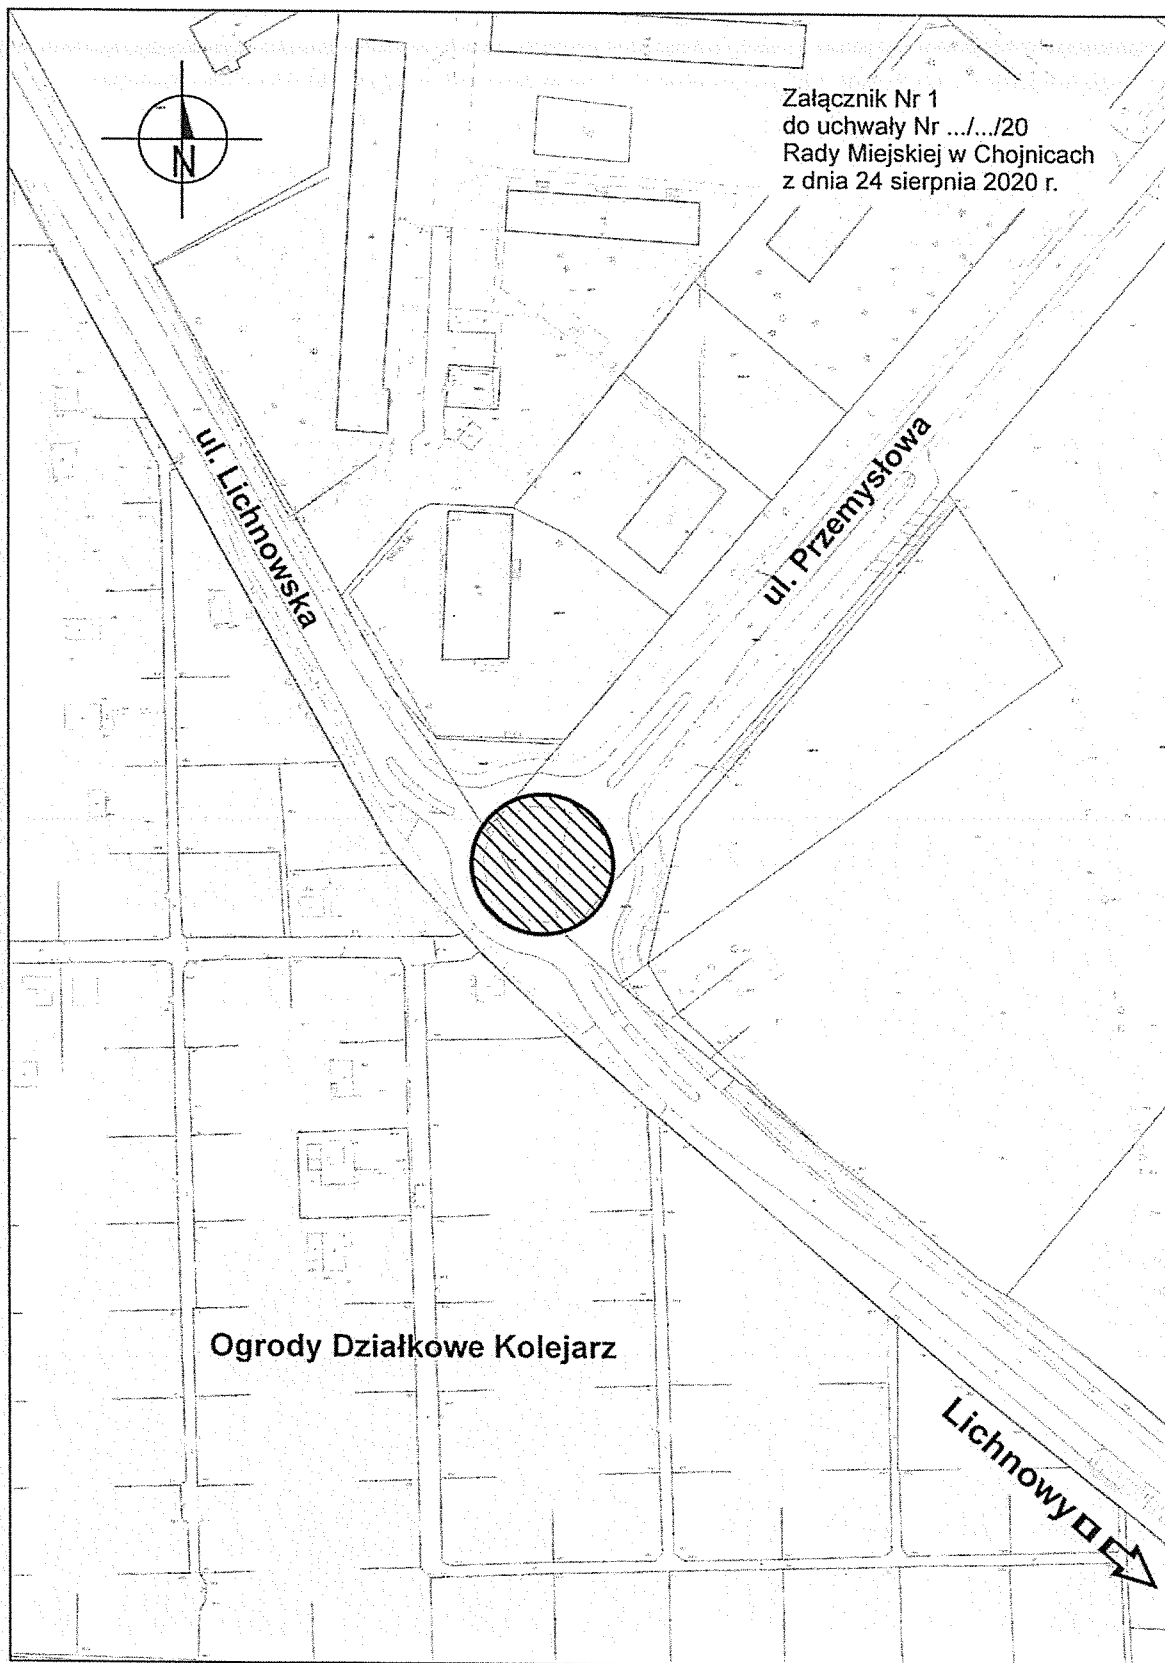 Załącznik Nr 1
do uchwały Nr .../.../20
Rady Miejskiej w Chojnicach
z dnia 24 sierpnia 2020 r.
N
ul. Lichnowska
ul. Przemysłowa
Ogrody Działkowe Kolejarz
Lichnowy